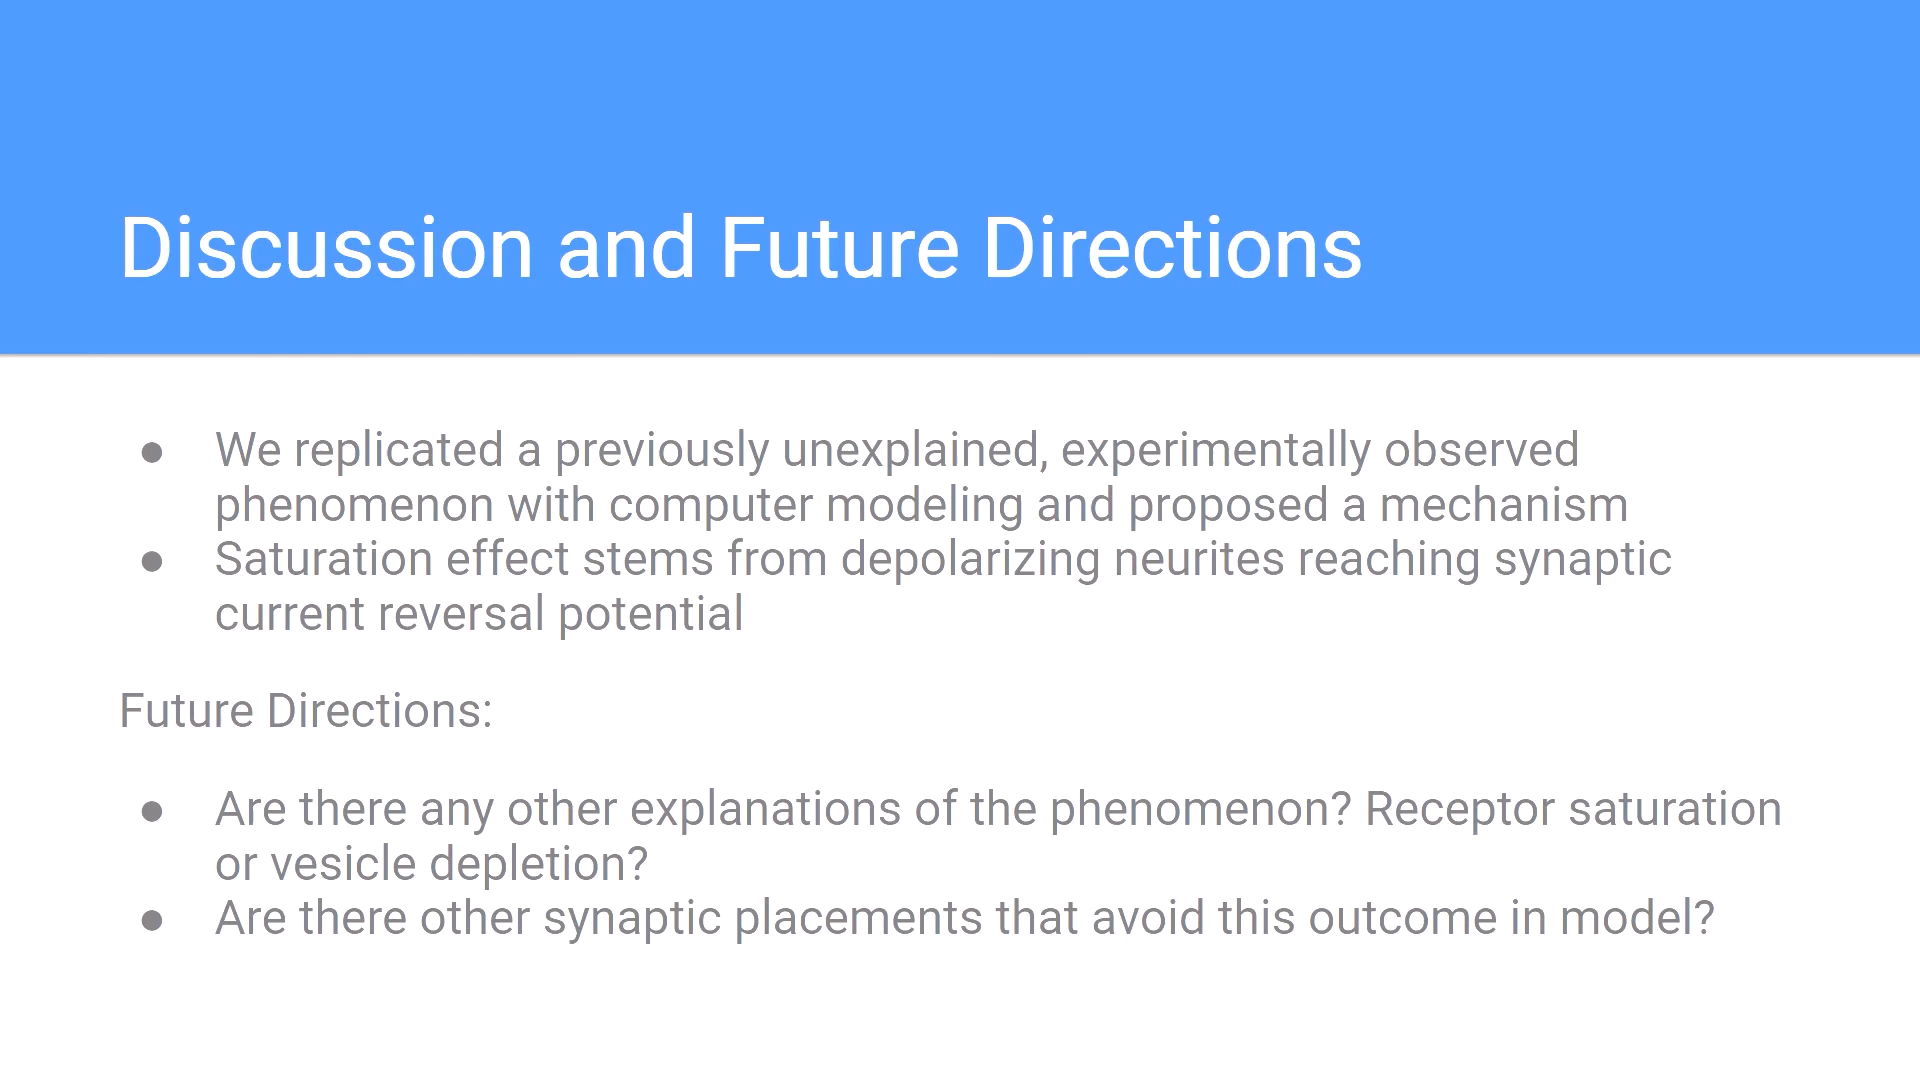 Discussion and Future Directions
● We replicated a previously unexplained, experimentally observed
phenomenon with computer modeling and proposed a mechanism
● Saturation effect stems from depolarizing neurites reaching synaptic
current reversal potential
Future Directions:
● Are there any other explanations of the phenomenon? Receptor saturation
or vesicle depletion?
● Are there other synaptic placements that avoid this outcome in model?